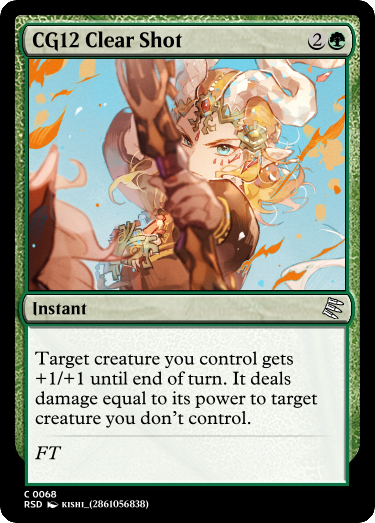 CG12 Clear Shot 2
Instant
Target creature you control gets
+1/+1 until end of turn. It deals
damage equal to its power to target
creature you don't control.
FT
C 0068
RSD KISHI_(2861056838)